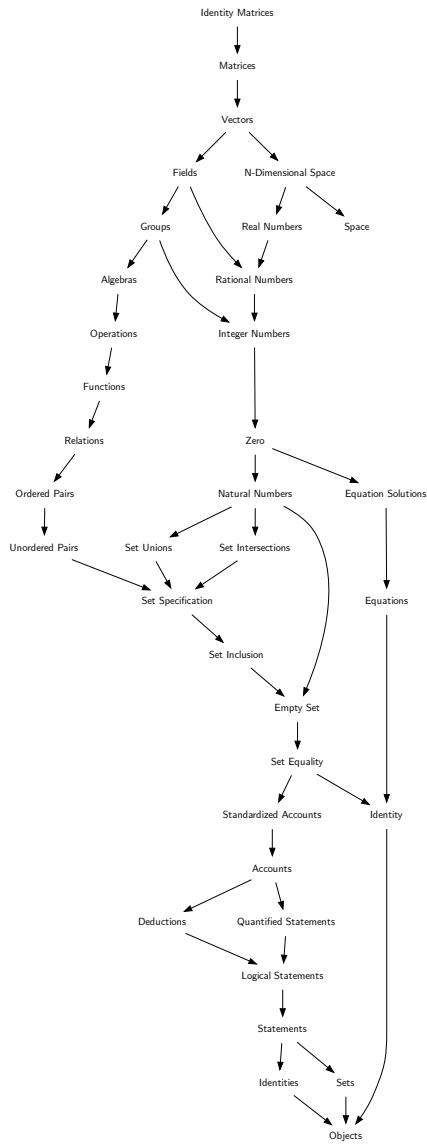 Identity Matrices
Matrices
Vectors
Fields
N-Dimensional Space
Groups
Real Numbers
Space
Algebras
Rational Numbers
Operations
Integer Numbers
Functions
Relations
Zero
Ordered Pairs
Natural Numbers
Equation Solutions
Unordered Pairs
Set Unions
Set Intersections
Set Specification
Equations
Set Inclusion
Empty Set
Set Equality
Standardized Accounts
Identity
Accounts
Deductions
Quantified Statements
Logical Statements
Statements
Identities
Sets
Objects